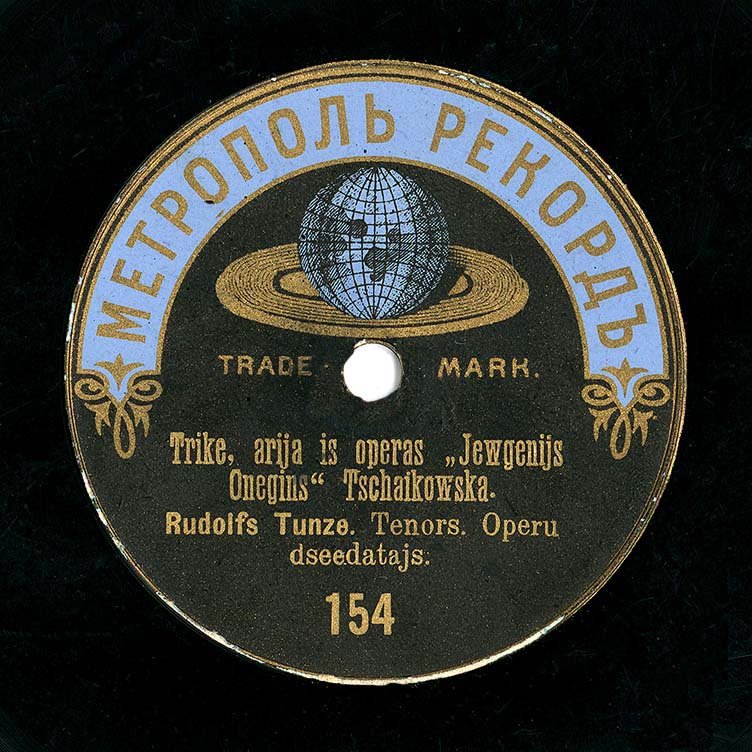 МЕТРОПОЛЬ РЕКОРДЪ
TRADE MARK.
Trike, arija is operas „Jewgenijs
Onegins“ Tschaikowska.
Rudolfs Tunze. Tenors. Operu
dseedatajs.
154